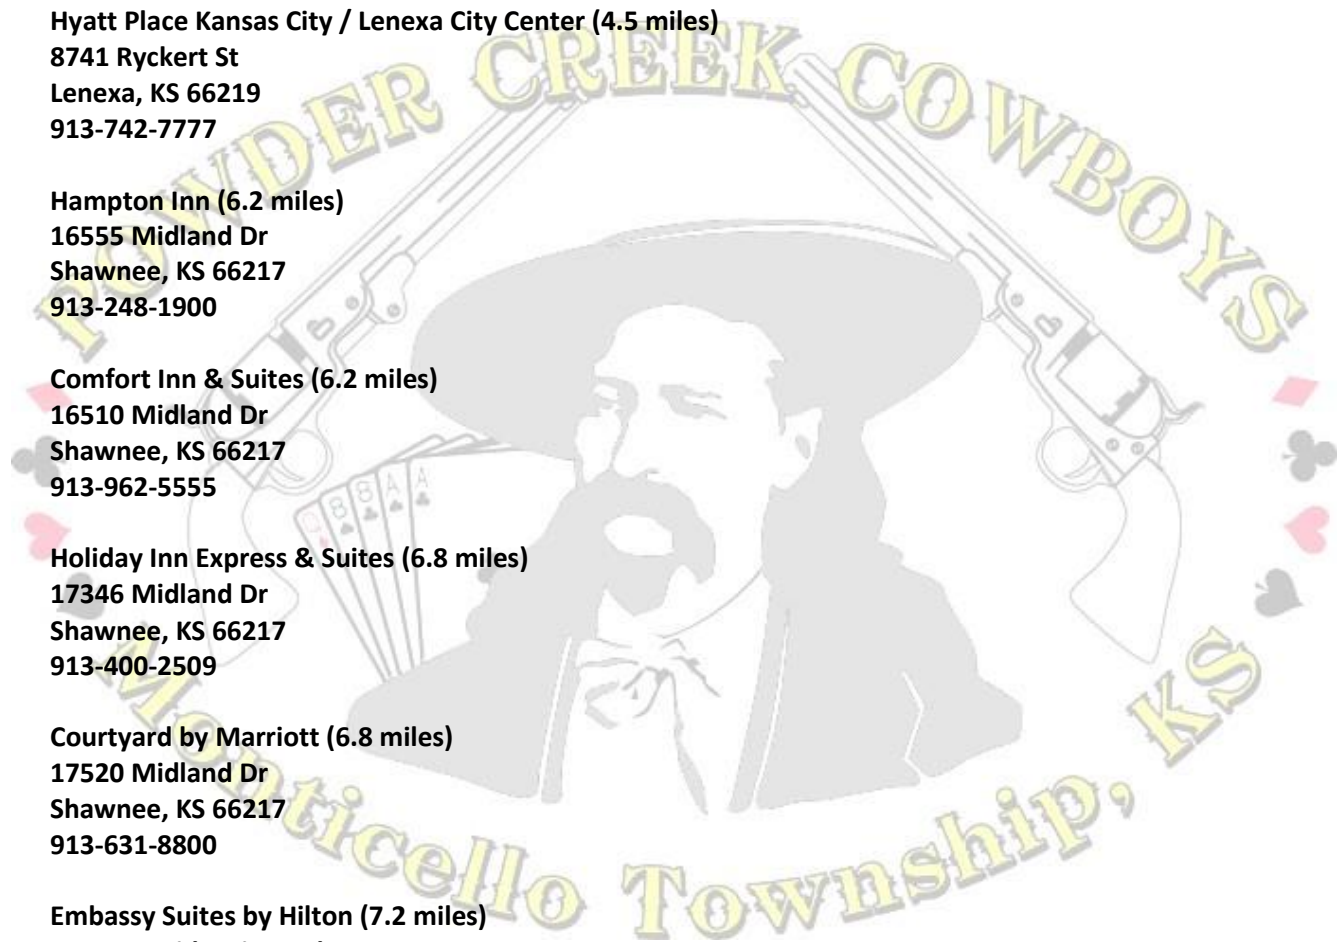 Hyatt Place Kansas City / Lenexa City Center (4.5 miles)
8741 Ryckert St
Lenexa, KS 66219
913-742-7777
Hampton Inn (6.2 miles)
16555 Midland Dr
Shawnee, KS 66217
913-248-1900
Comfort Inn & Suites (6.2 miles)
16510 Midland Dr
Shawnee, KS 66217
913-962-5555
Holiday Inn Express & Suites (6.8 miles)
17346 Midland Dr
Shawnee, KS 66217
913-400-2509
Courtyard by Marriott (6.8 miles)
17520 Midland Dr
Shawnee, KS 66217
913-631-8800
Embassy Suites by Hilton (7.2 miles)
POWDER CREEK COWBOYS
Q 8 8 A A
Monticello Township, KS